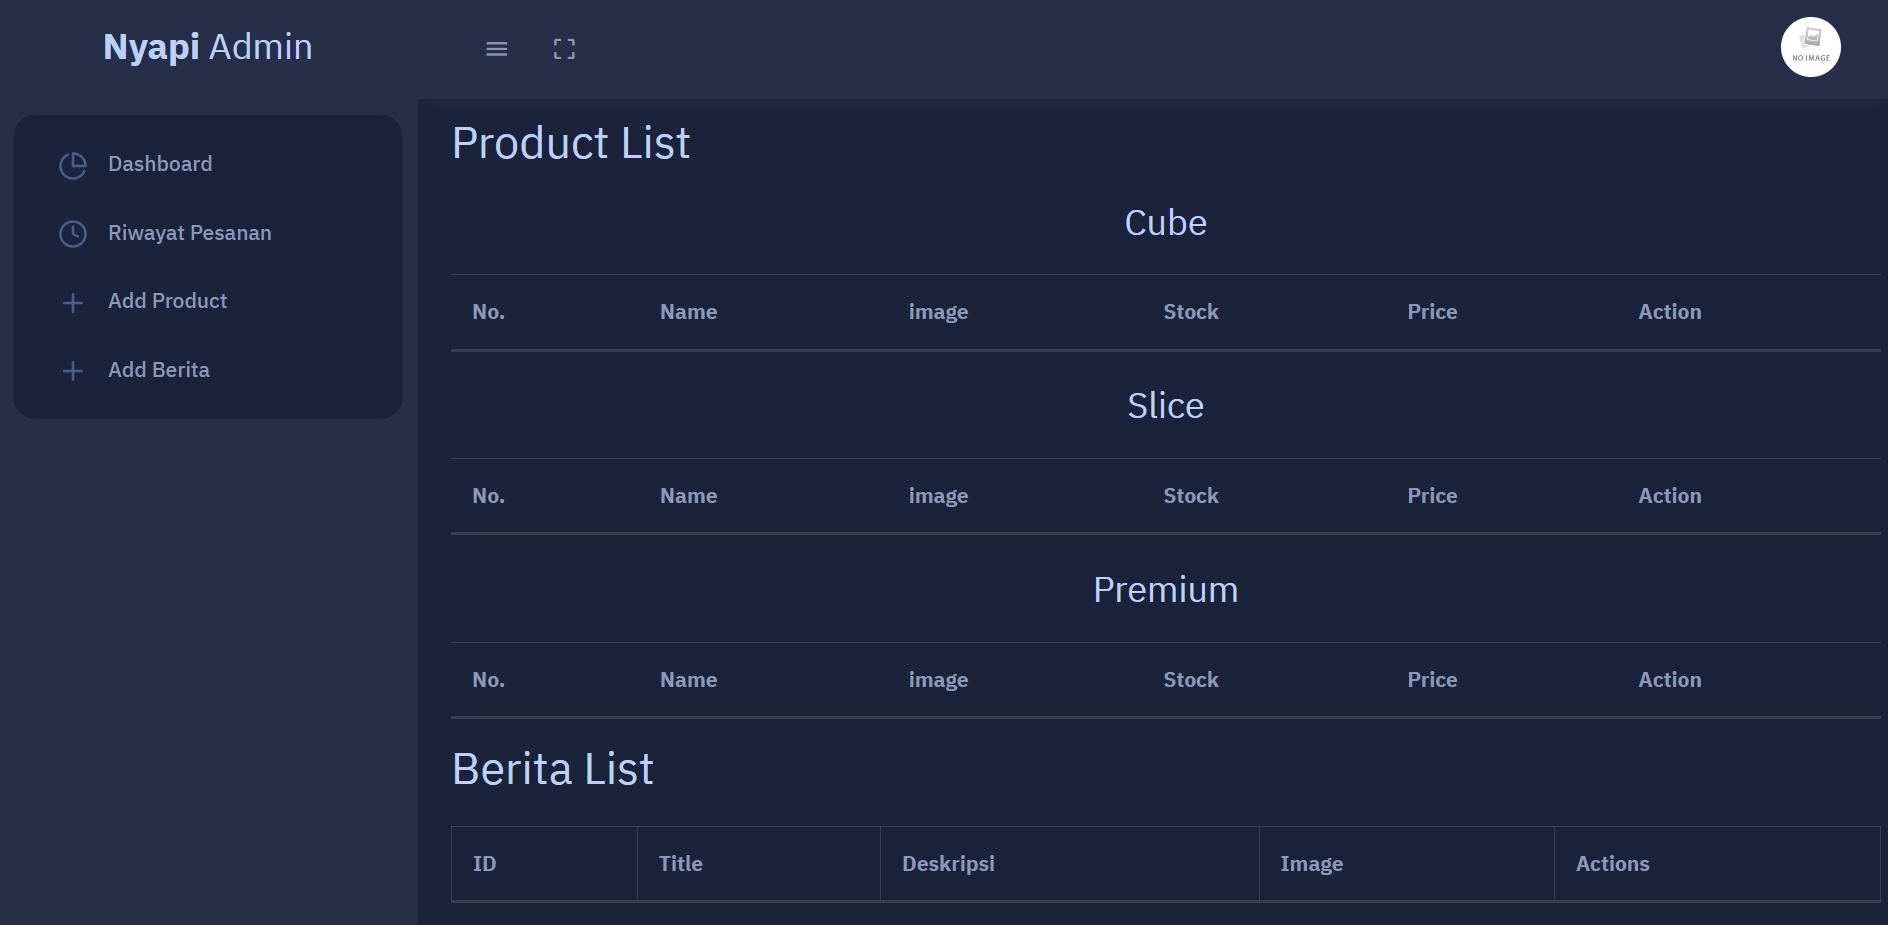 Nyapi Admin
NO IMAGE
Dashboard
Riwayat Pesanan
Add Product
Add Berita
Product List
Cube
No. Name image Stock Price Action
Slice
No. Name image Stock Price Action
Premium
No. Name image Stock Price Action
Berita List
ID Title Deskripsi Image Actions